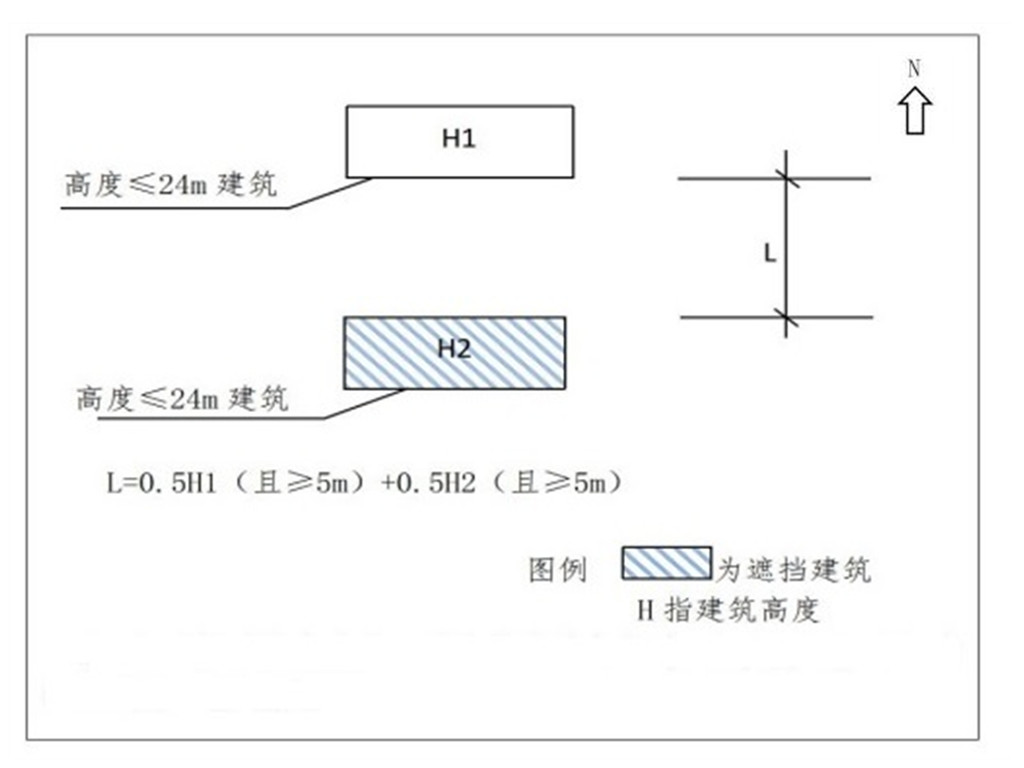 N
H1
高度≤24m 建筑
L
H2
高度≤24m 建筑
L=0.5H1（且≥5m）+0.5H2（且≥5m）
图例 为遮挡建筑
H 指建筑高度